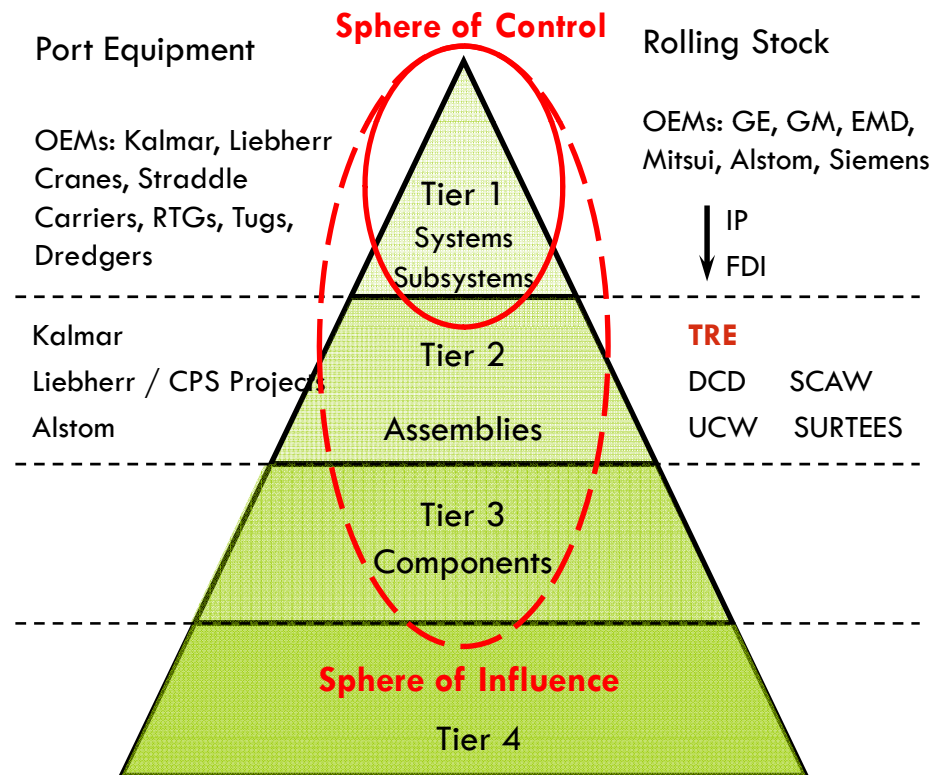 Sphere of Control
Port Equipment
Rolling Stock
OEMs: Kalmar, Liebherr
Cranes, Straddle
Carriers, RTGs, Tugs,
Dredgers
OEMs: GE, GM, EMD,
Mitsui, Alstom, Siemens
IP
FDI
Tier 1
Systems
Subsystems
Kalmar
Liebherr / CPS Projects
Alstom
Tier 2
Assemblies
TRE
DCD SCAW
UCW SURTEES
Tier 3
Components
Sphere of Influence
Tier 4